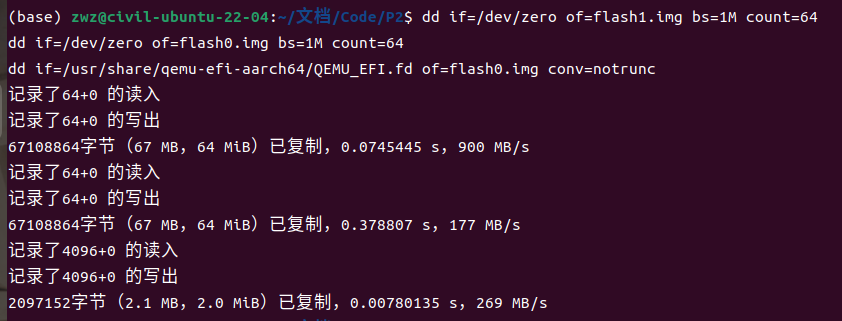 (base) zwz@civil-ubuntu-22-04:~/文档/Code/P2$ dd if=/dev/zero of=flash1.img bs=1M count=64
dd if=/dev/zero of=flash0.img bs=1M count=64
dd if=/usr/share/qemu-efi-aarch64/QEMU_EFI.fd of=flash0.img conv=notrunc
记录了64+0 的读入
记录了64+0 的写出
67108864字节（67 MB，64 MiB）已复制，0.0745445 s，900 MB/s
记录了64+0 的读入
记录了64+0 的写出
67108864字节（67 MB，64 MiB）已复制，0.378807 s，177 MB/s
记录了4096+0 的读入
记录了4096+0 的写出
2097152字节（2.1 MB，2.0 MiB）已复制，0.00780135 s，269 MB/s